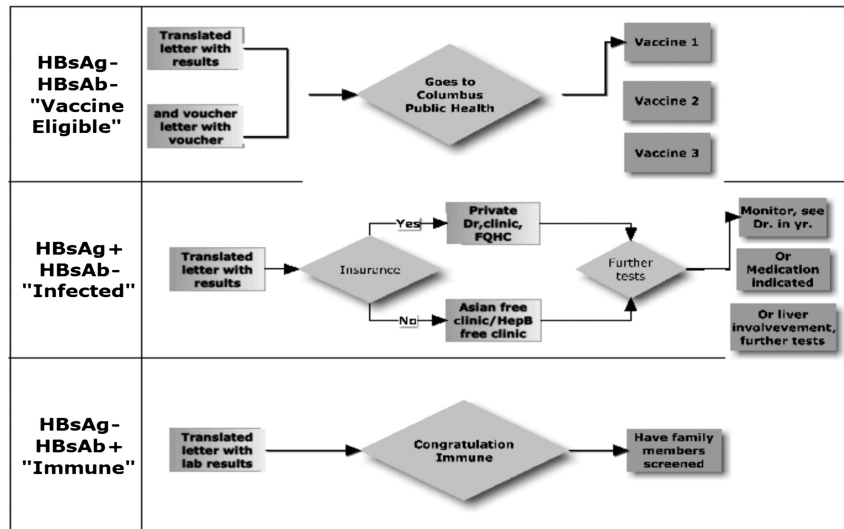 HBsAg-
HBsAb-
"Vaccine
Eligible"
Translated
letter with
results
and voucher
letter with
voucher
Goes to
Columbus
Public Health
Vaccine 1
Vaccine 2
Vaccine 3
HBsAg+
HBsAb-
"Infected"
Translated
letter with
results
Insurance
Yes
Private
Dr,clinic,
FQHC
No
Asian free
clinic/HepB
free clinic
Further
tests
Monitor, see
Dr. in yr.
Or
Medication
indicated
Or liver
involvevement,
further tests
HBsAg-
HBsAb+
"Immune"
Translated
letter with
lab results
Congratulation
Immune
Have family
members
screened